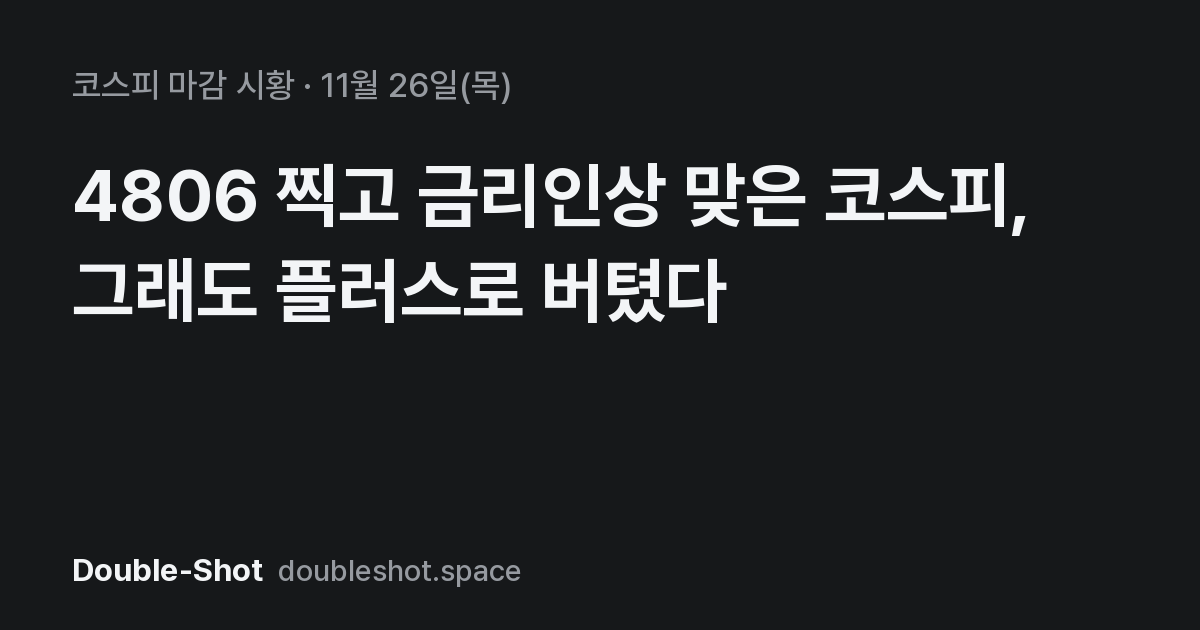 코스피 마감 시황 · 11월 26일(목)
4806 찍고 금리인상 맞은 코스피,
그래도 플러스로 버텼다
Double-Shot doubleshot.space